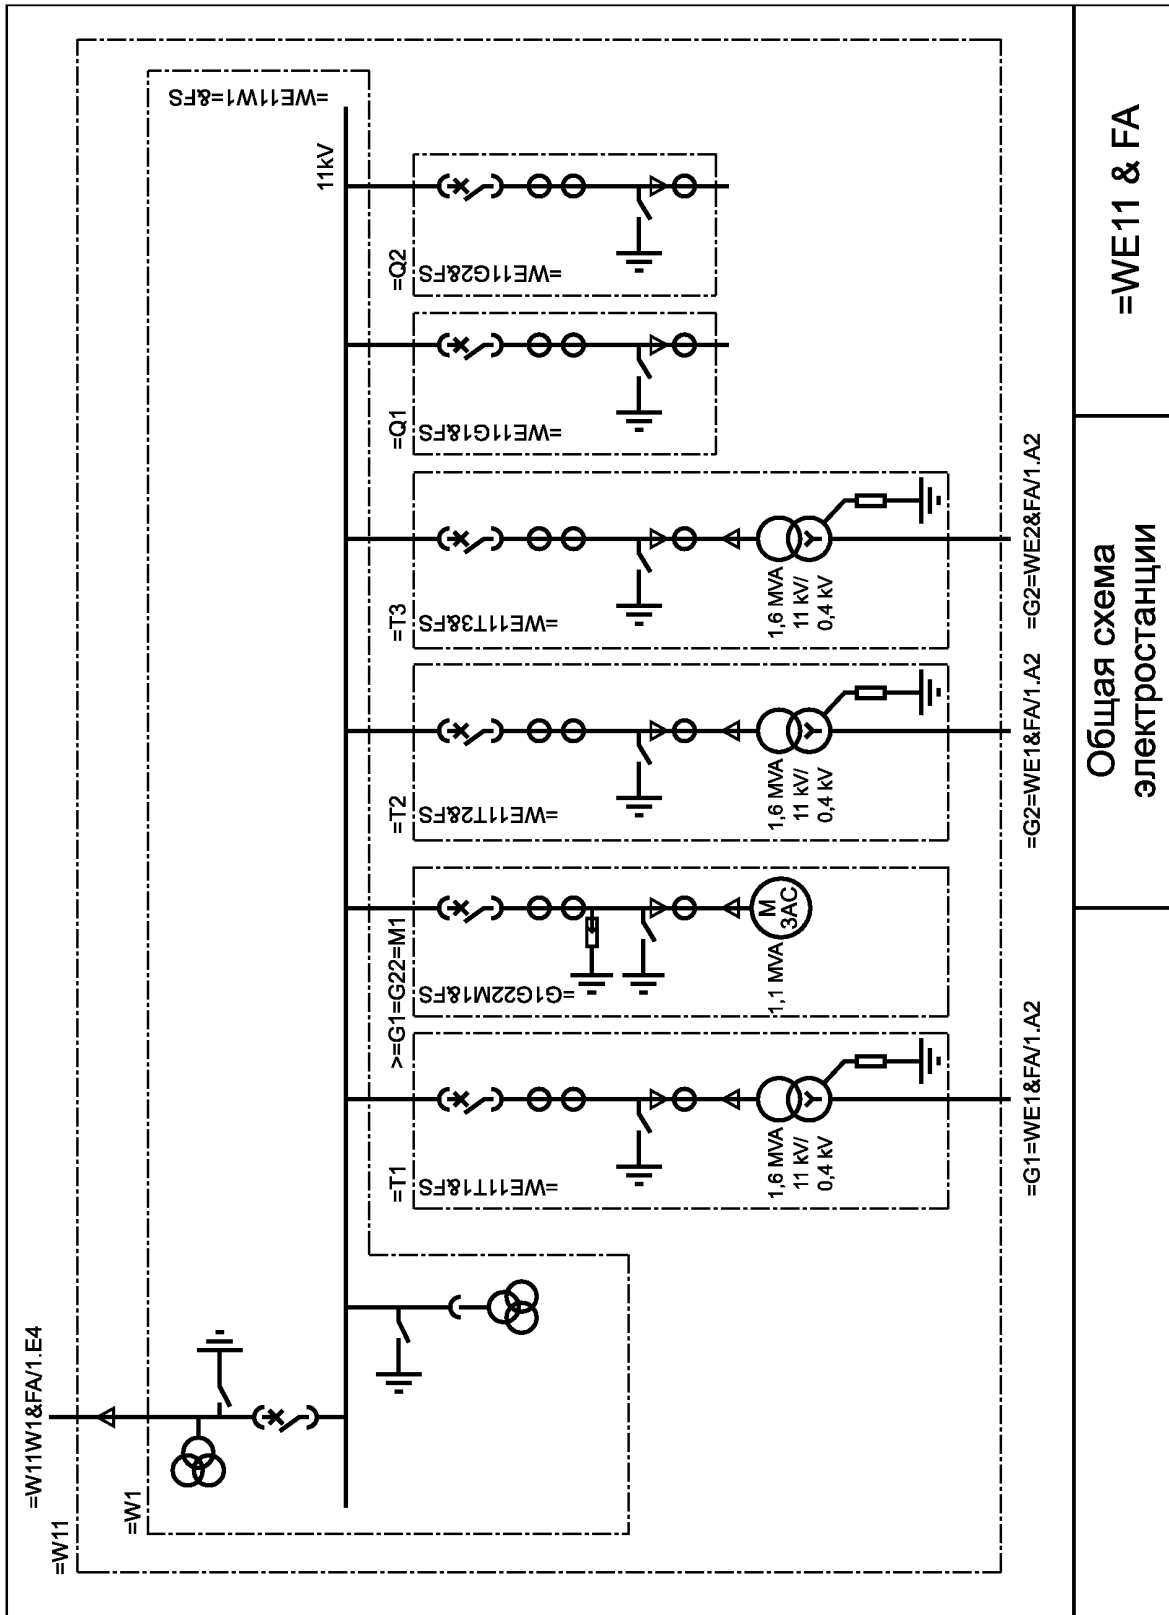 =W11
=W11W1&FA/1.E4
=W1
=WE11W1=&FS
11kV
=T1
=WE11T1&FS
1,6 MVA
11 kV/
0,4 kV
=G1=WE1&FA/1.A2
>=G1=G22=M1
=G1G22M1&FS
M
3AC
1,1 MVA
=T2
=WE11T2&FS
1,6 MVA
11 kV/
0,4 kV
=G2=WE1&FA/1.A2
=T3
=WE11T3&FS
1,6 MVA
11 kV/
0,4 kV
=G2=WE2&FA/1.A2
=Q1
=WE11G1&FS
=Q2
=WE11G2&FS
Общая схема
электростанции
=WE11 & FA